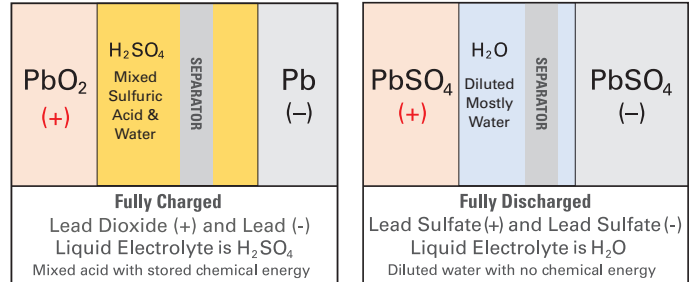 PbO₂
(+)
H₂SO₄
Mixed
Sulfuric
Acid &
Water
SEPARATOR
Pb
(–)
Fully Charged
Lead Dioxide (+) and Lead (-)
Liquid Electrolyte is H₂SO₄
Mixed acid with stored chemical energy
PbSO₄
(+)
H₂O
Diluted
Mostly
Water
SEPARATOR
PbSO₄
(–)
Fully Discharged
Lead Sulfate (+) and Lead Sulfate (-)
Liquid Electrolyte is H₂O
Diluted water with no chemical energy